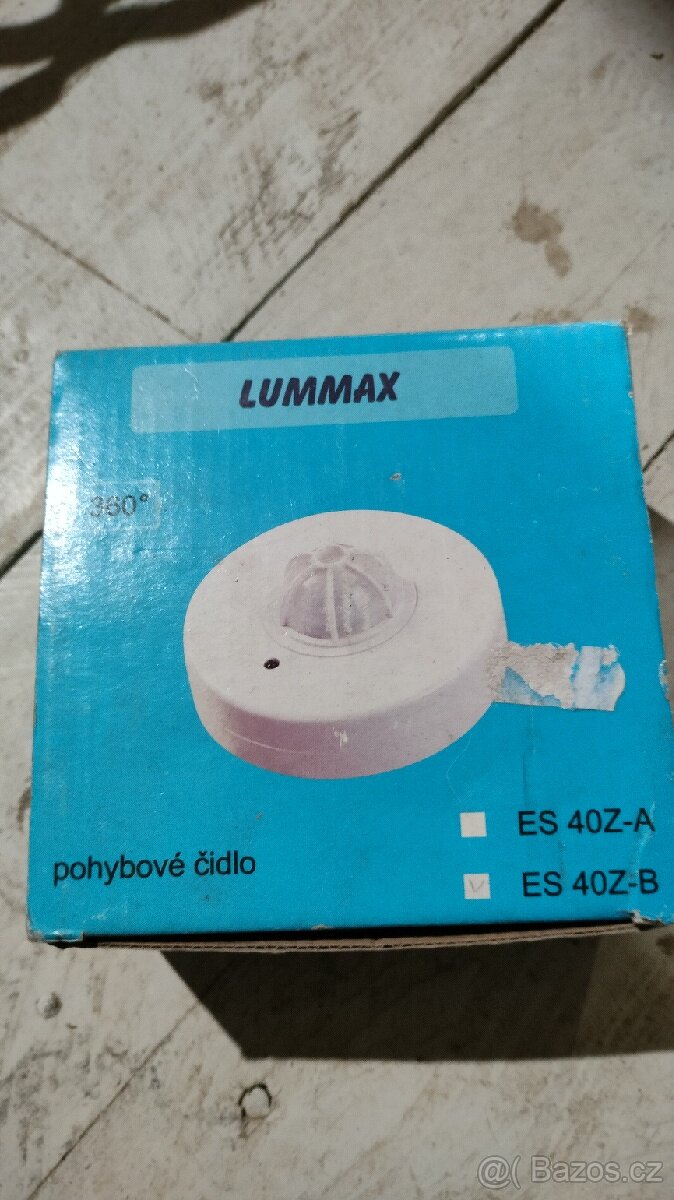 LUMMAX
360°
ES 40Z-A
pohybové čidlo
ES 40Z-B
@( Bazos.cz